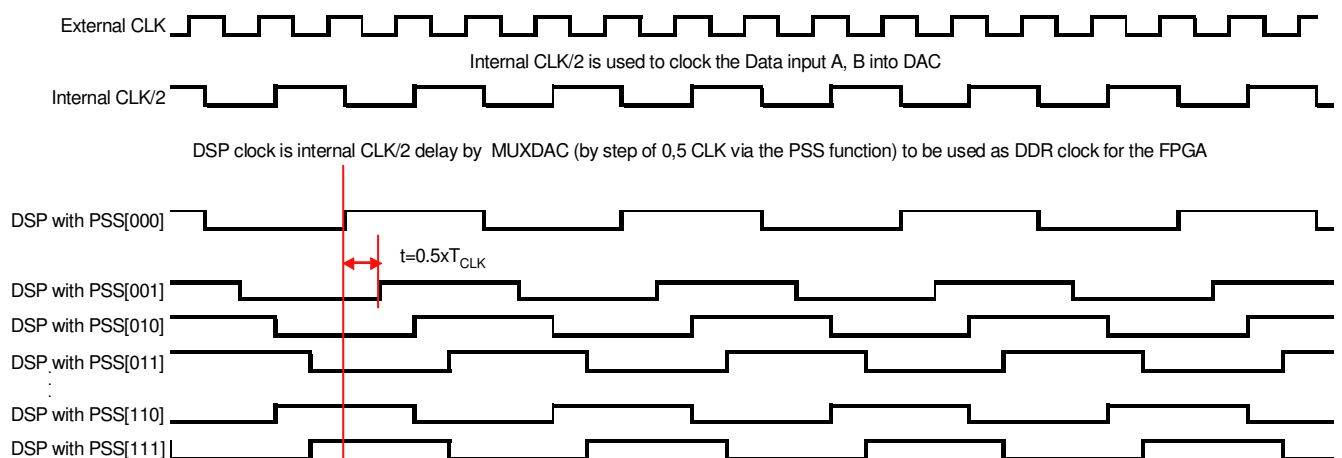 External CLK
Internal CLK/2 is used to clock the Data input A, B into DAC
Internal CLK/2
DSP clock is internal CLK/2 delay by MUXDAC (by step of 0,5 CLK via the PSS function) to be used as DDR clock for the FPGA
DSP with PSS[000]
t=0.5xTCLK
DSP with PSS[001]
DSP with PSS[010]
DSP with PSS[011]
DSP with PSS[110]
DSP with PSS[111]